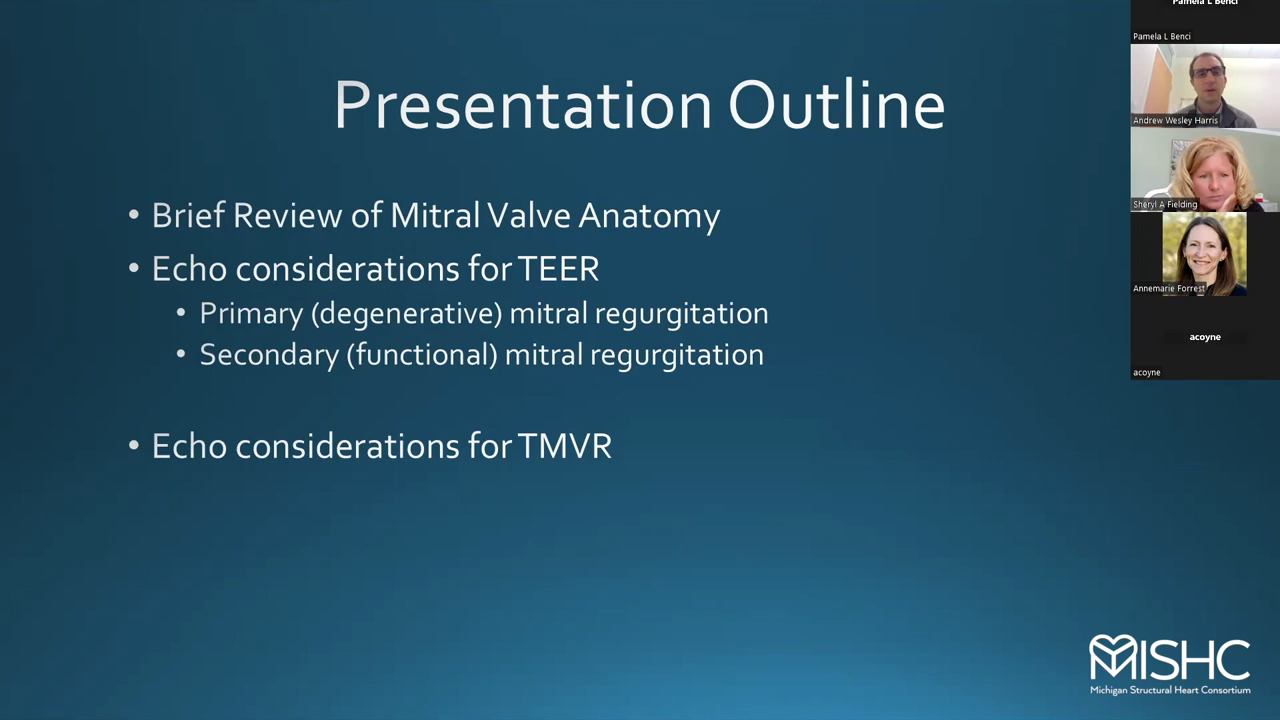 Presentation Outline
• Brief Review of Mitral Valve Anatomy
• Echo considerations for TEER
• Primary (degenerative) mitral regurgitation
• Secondary (functional) mitral regurgitation
• Echo considerations for TMVR
MISHC
Michigan Structural Heart Consortium
Pamela L Benci
Pamela L Benci
Andrew Wesley Harris
Sheryl A Fielding
Annemarie Forrest
acoyne
acoyne